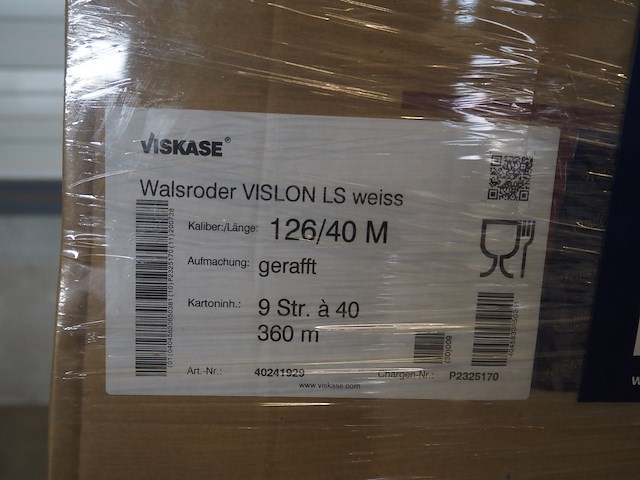 VISKASE®
Walsroder VISLON LS weiss
Kaliber:/Länge: 126/40 M
Aufmachung: gerafft
Kartoninh.: 9 Str. à 40
360 m
Art.-Nr.: 40241929
Chargen-Nr.: P2325170
www.viskase.com